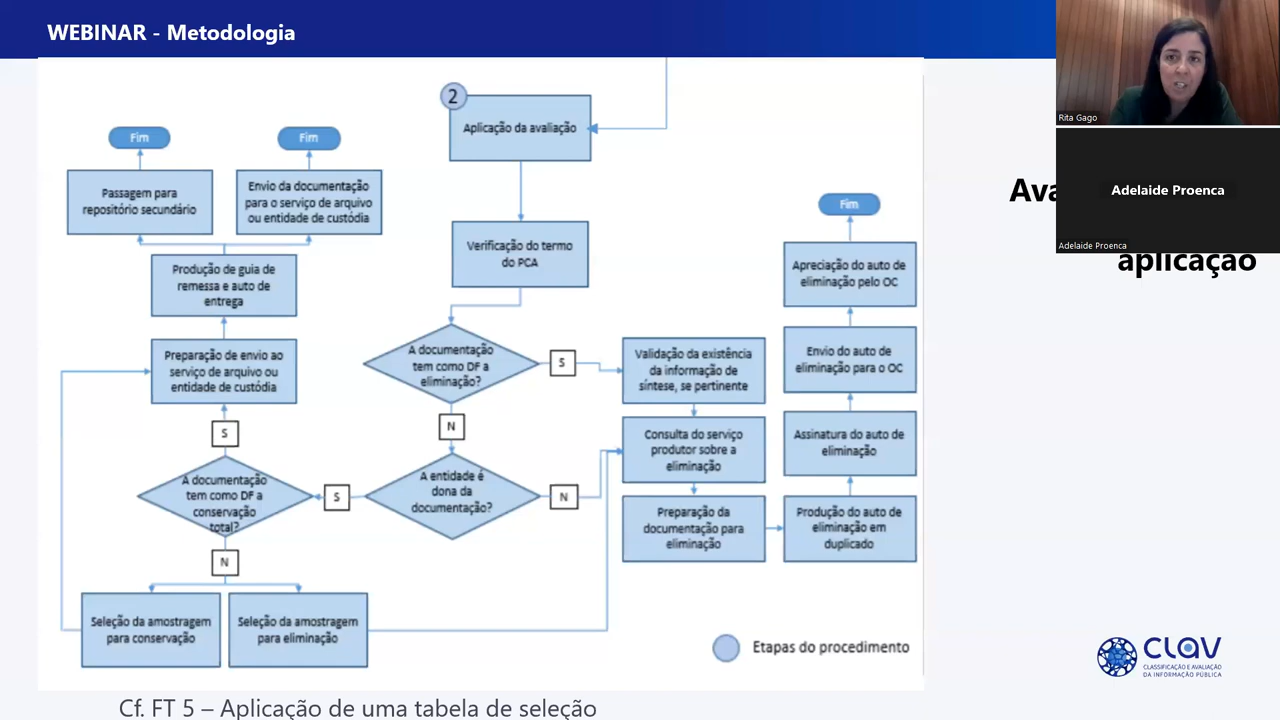 WEBINAR - Metodologia
Rita Gago
Adelaide Proenca
Adelaide Proenca
aplicação
2
Aplicação da avaliação
Verificação do termo
do PCA
A documentação
tem como DF a
eliminação?
S
N
A entidade é
dona da
documentação?
S
N
A documentação
tem como DF a
conservação
total?
S
N
Seleção da amostragem
para conservação
Seleção da amostragem
para eliminação
Preparação de envio ao
serviço de arquivo ou
entidade de custódia
Produção de guia de
remessa e auto de
entrega
Passagem para
repositório secundário
Fim
Envio da documentação
para o serviço de arquivo
ou entidade de custódia
Fim
Validação da existência
da informação de
síntese, se pertinente
Consulta do serviço
produtor sobre a
eliminação
Preparação da
documentação para
eliminação
Produção do auto de
eliminação em
duplicado
Assinatura do auto de
eliminação
Envio do auto de
eliminação para o OC
Apreciação do auto de
eliminação pelo OC
Fim
Etapas do procedimento
CLAV
CLASSIFICAÇÃO E AVALIAÇÃO
DA INFORMAÇÃO PÚBLICA
Cf. FT 5 – Aplicação de uma tabela de seleção